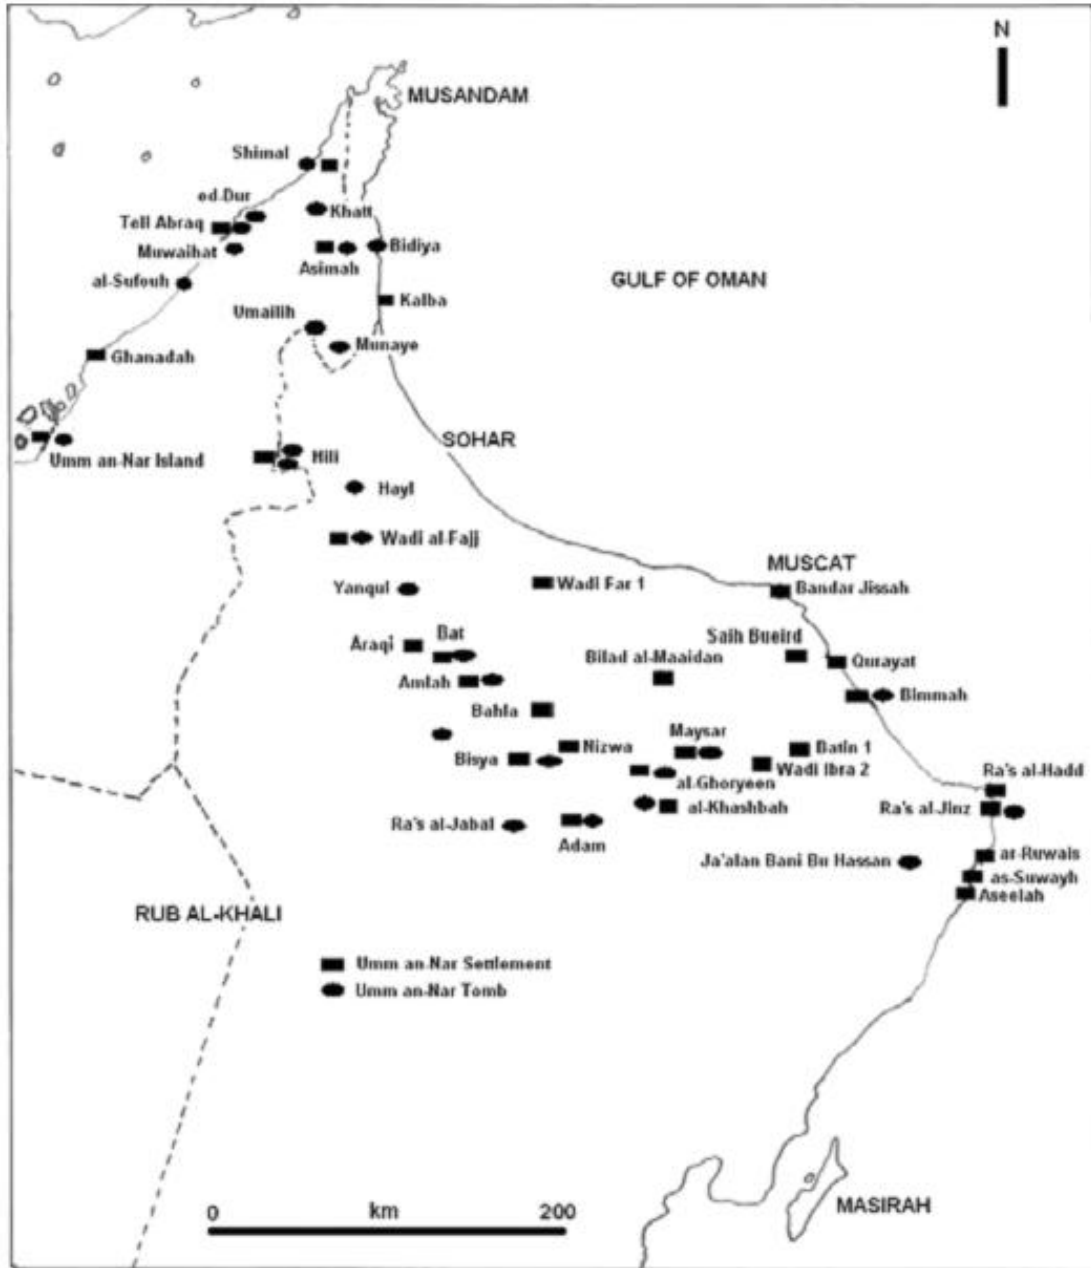 N
MUSANDAM
Shimal
ed-Dur
Khatt
Tell Abraq
Muwaihat
Bidiya
Asimah
al-Sufouh
GULF OF OMAN
Kalba
Umailih
Munaye
Ghanadah
SOHAR
Umm an-Nar Island
Hili
Hayl
Wadi al-Fajj
MUSCAT
Yanqul
Wadi Far 1
Bandar Jissah
Bat
Saih Bueird
Araqi
Bilad al-Maaidan
Qurayat
Amlah
Bimmah
Bahla
Maysar
Nizwa
Batin 1
Bisya
Wadi Ibra 2
Ra's al-Hadd
al-Ghoryeen
al-Khashbah
Ra's al-Jinz
Ra's al-Jabal
Adam
Ja'alan Bani Bu Hassan
ar-Ruwais
as-Suwayh
Aseelah
RUB AL-KHALI
Umm an-Nar Settlement
Umm an-Nar Tomb
MASIRAH
0 km 200